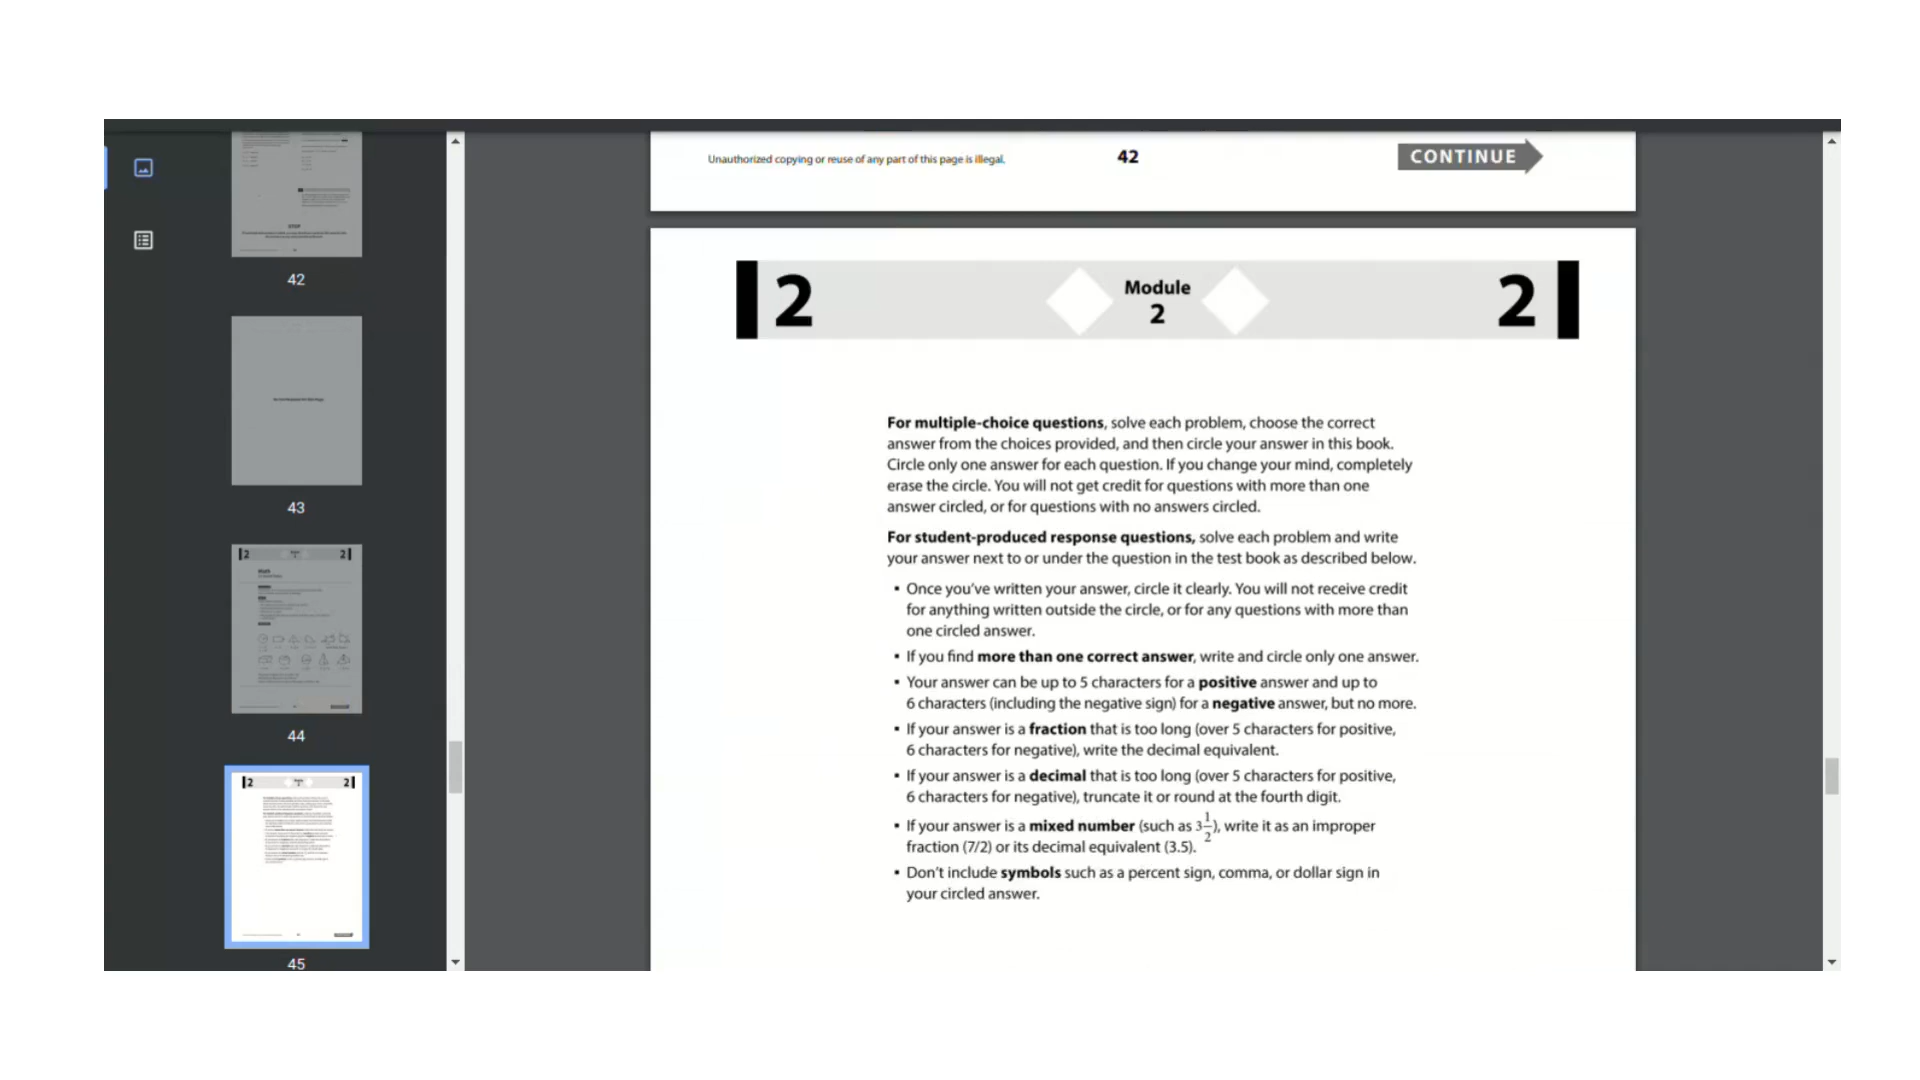 42
43
44
45
Unauthorized copying or reuse of any part of this page is illegal.
42
CONTINUE
2
Module
2
2
For multiple-choice questions, solve each problem, choose the correct
answer from the choices provided, and then circle your answer in this book.
Circle only one answer for each question. If you change your mind, completely
erase the circle. You will not get credit for questions with more than one
answer circled, or for questions with no answers circled.
For student-produced response questions, solve each problem and write
your answer next to or under the question in the test book as described below.
▪ Once you’ve written your answer, circle it clearly. You will not receive credit
for anything written outside the circle, or for any questions with more than
one circled answer.
▪ If you find more than one correct answer, write and circle only one answer.
▪ Your answer can be up to 5 characters for a positive answer and up to
6 characters (including the negative sign) for a negative answer, but no more.
▪ If your answer is a fraction that is too long (over 5 characters for positive,
6 characters for negative), write the decimal equivalent.
▪ If your answer is a decimal that is too long (over 5 characters for positive,
6 characters for negative), truncate it or round at the fourth digit.
▪ If your answer is a mixed number (such as 3 1/2), write it as an improper
fraction (7/2) or its decimal equivalent (3.5).
▪ Don’t include symbols such as a percent sign, comma, or dollar sign in
your circled answer.